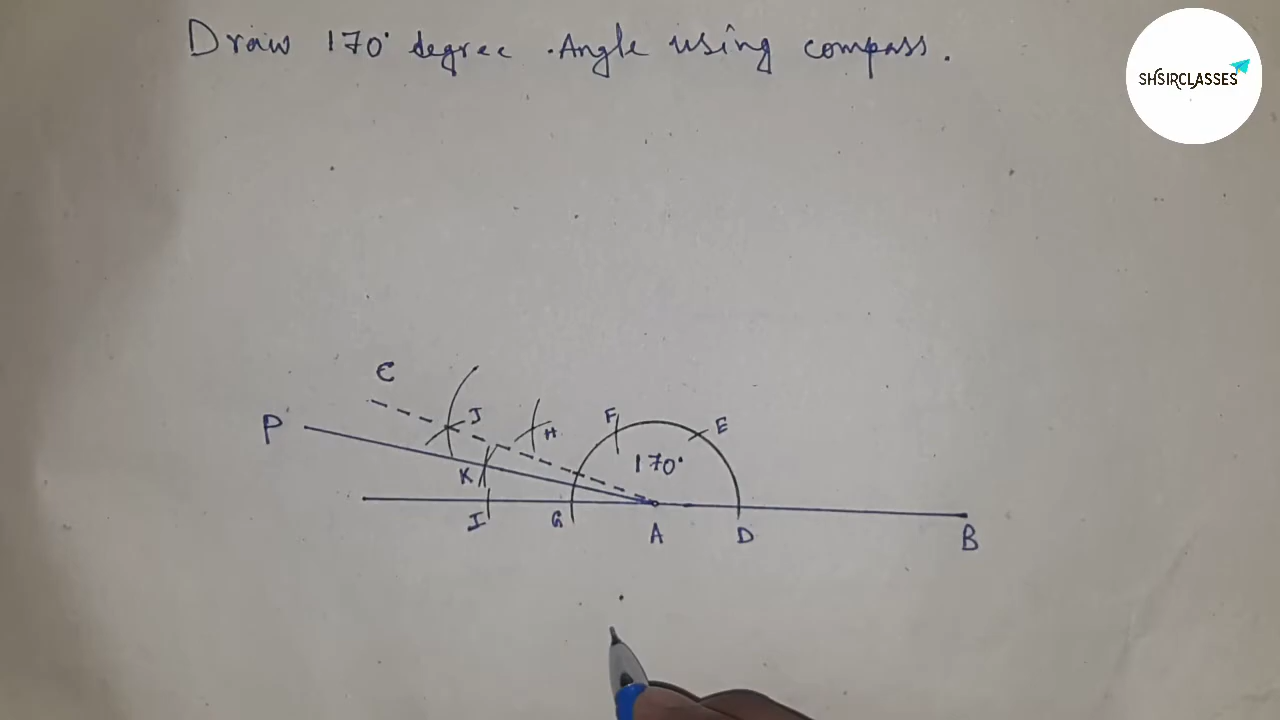 Draw 170° degree .Angle using compass.
SHSIRCLASSES
C
P
J
H
F
E
170°
K
I
G
A
D
B